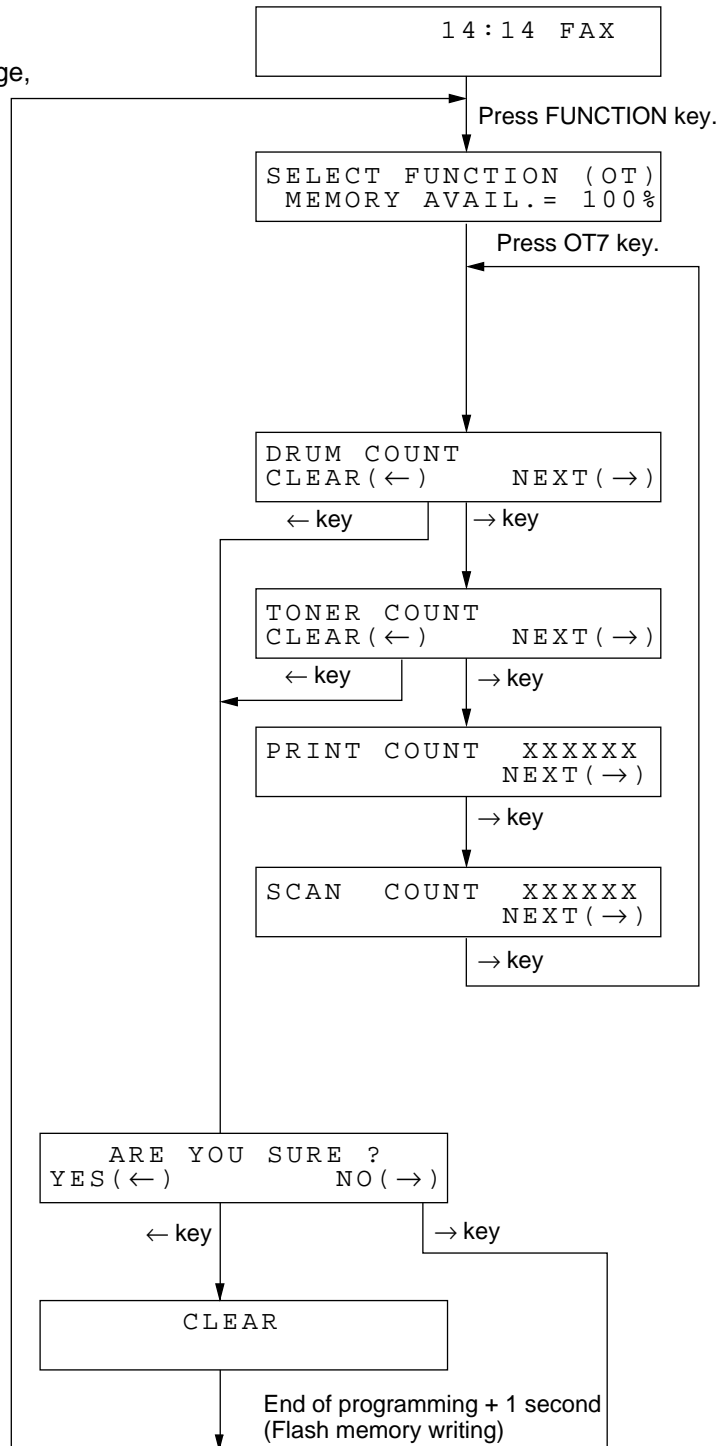 14:14 FAX
ge,
Press FUNCTION key.
SELECT FUNCTION (OT)
MEMORY AVAIL.= 100%
Press OT7 key.
DRUM COUNT
CLEAR(←) NEXT(→)
← key → key
TONER COUNT
CLEAR(←) NEXT(→)
← key → key
PRINT COUNT XXXXXX
NEXT(→)
→ key
SCAN COUNT XXXXXX
NEXT(→)
→ key
ARE YOU SURE ?
YES(←) NO(→)
← key → key
CLEAR
End of programming + 1 second
(Flash memory writing)